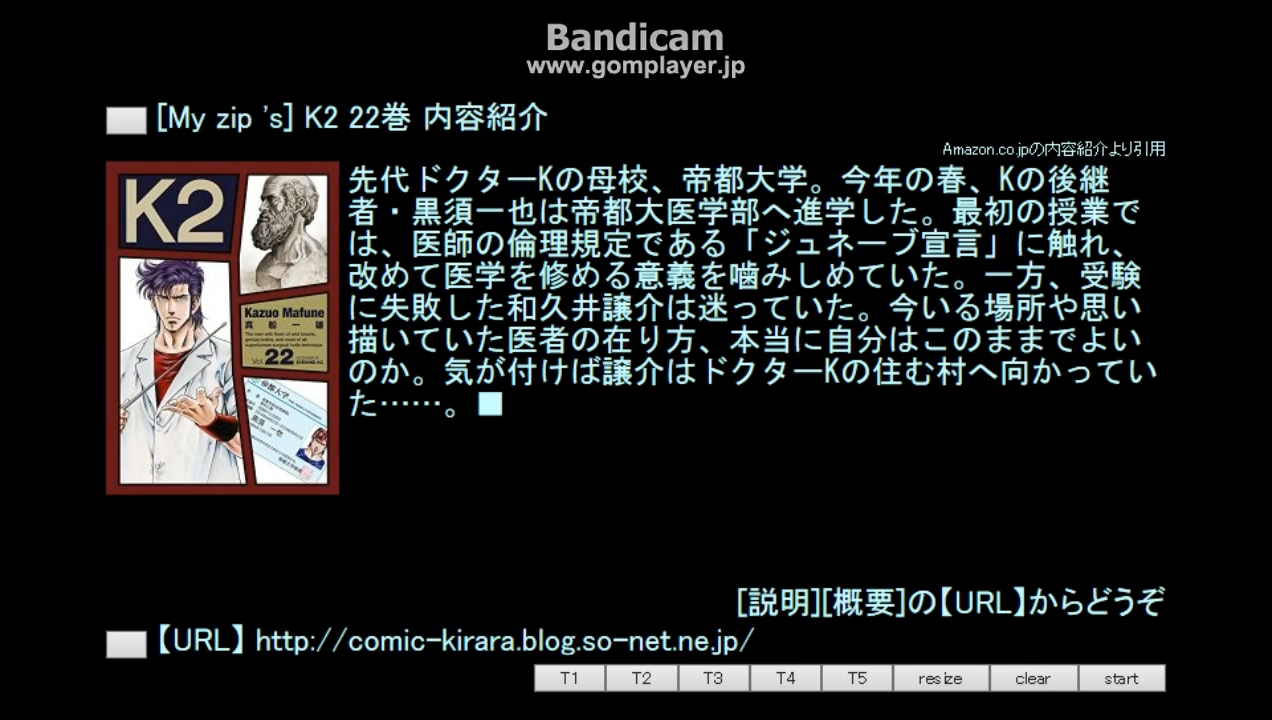 Bandicam
www.gomplayer.jp
[My zip 's] K2 22巻 内容紹介
Amazon.co.jpの内容紹介より引用
先代ドクターKの母校、帝都大学。今年の春、Kの後継
者・黒須一也は帝都大医学部へ進学した。最初の授業で
は、医師の倫理規定である「ジュネーブ宣言」に触れ、
改めて医学を修める意義を噛みしめていた。一方、受験
に失敗した和久井譲介は迷っていた。今いる場所や思い
描いていた医者の在り方、本当に自分はこのままでよい
のか。気が付けば譲介はドクターKの住む村へ向かってい
た……。
K2
Kazuo Mafune
真船一雄
Vol. 22
帝都大学
[説明][概要]の【URL】からどうぞ
【URL】 http://comic-kirara.blog.so-net.ne.jp/
T1 T2 T3 T4 T5 resize clear start